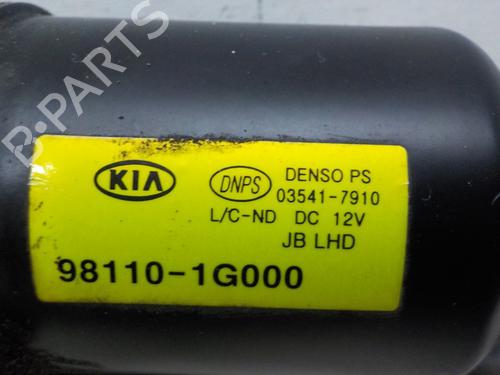 B-PARTS
KIA DNPS DENSO PS
03541-7910
L/C-ND DC 12V
JB LHD
98110-1G000